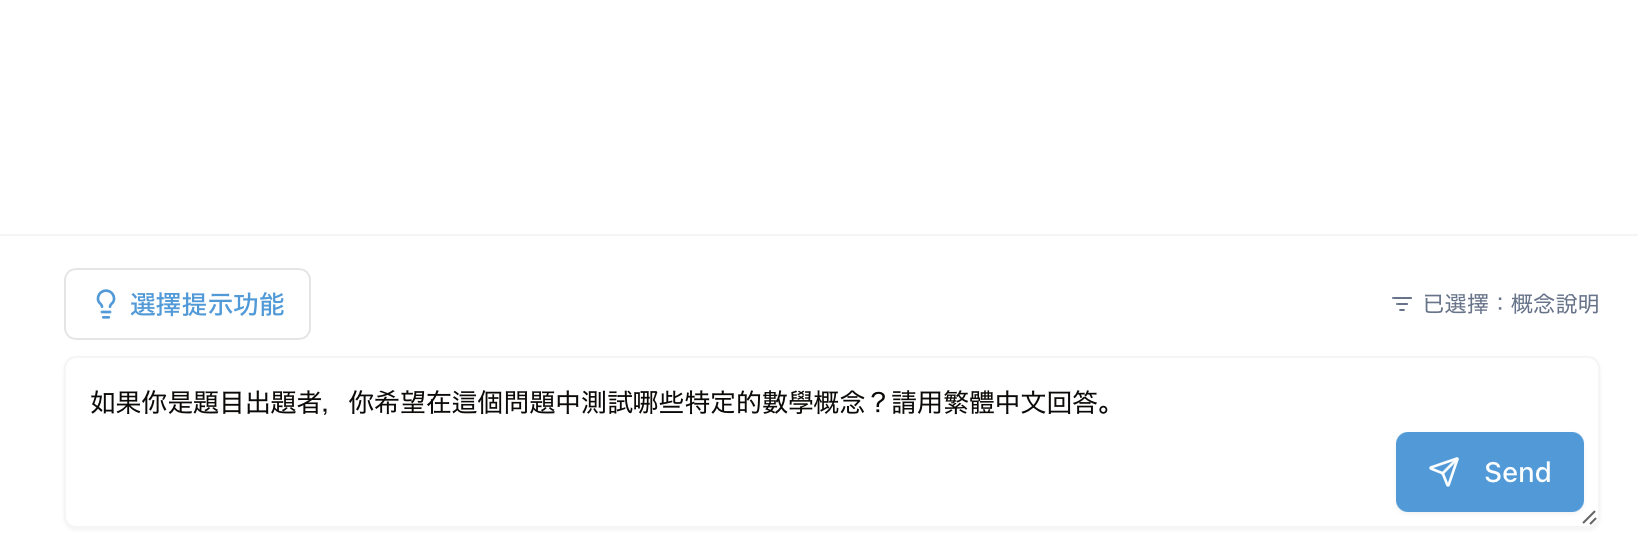 選擇提示功能
已選擇：概念說明
如果你是題目出題者，你希望在這個問題中測試哪些特定的數學概念？請用繁體中文回答。
Send